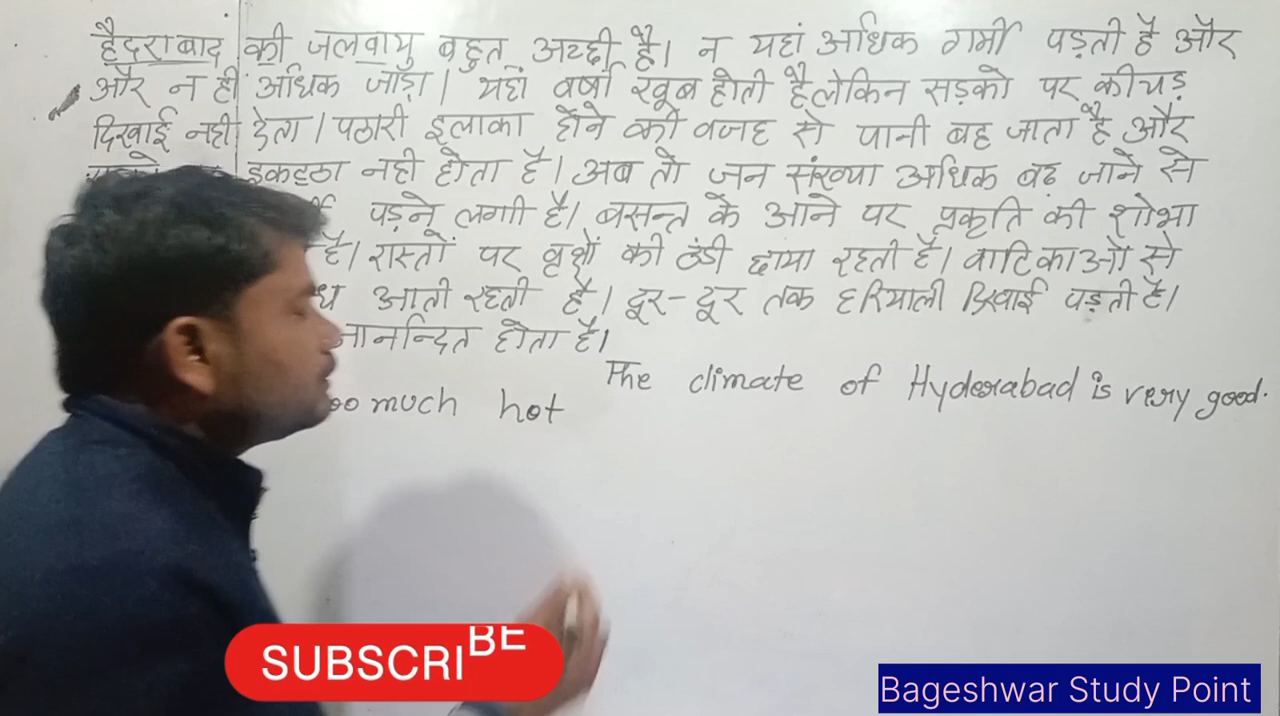 हैदराबाद की जलवायु बहुत अच्छी है। न यहां अधिक गर्मी पड़ती है और
और न ही अधिक जाड़ा। यहां वर्षा खूब होती है लेकिन सड़को पर कीचड़
दिखाई नही देता। पठारी इलाका होने की वजह से पानी बह जाता है और
इकट्ठा नही होता है। अब तो जन संख्या अधिक बढ़ जाने से
पड़ने लगी है। बसन्त के आने पर प्रकृति की शोभा
है। रास्तों पर वृक्षों की ठंडी छाया रहती है। वाटिकाओं से
आती रहती है। दूर-दूर तक हरियाली दिखाई पड़ती है।
होता है।
The climate of Hyderabad is very good.
much hot
SUBSCRIBE
Bageshwar Study Point